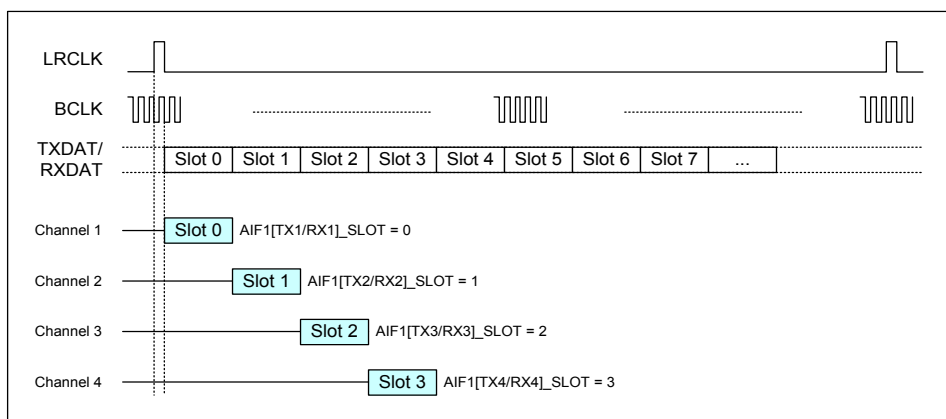 LRCLK
BCLK
TXDAT/
RXDAT
Slot 0 Slot 1 Slot 2 Slot 3 Slot 4 Slot 5 Slot 6 Slot 7 ...
Channel 1 Slot 0 AIF1[TX1/RX1]_SLOT = 0
Channel 2 Slot 1 AIF1[TX2/RX2]_SLOT = 1
Channel 3 Slot 2 AIF1[TX3/RX3]_SLOT = 2
Channel 4 Slot 3 AIF1[TX4/RX4]_SLOT = 3